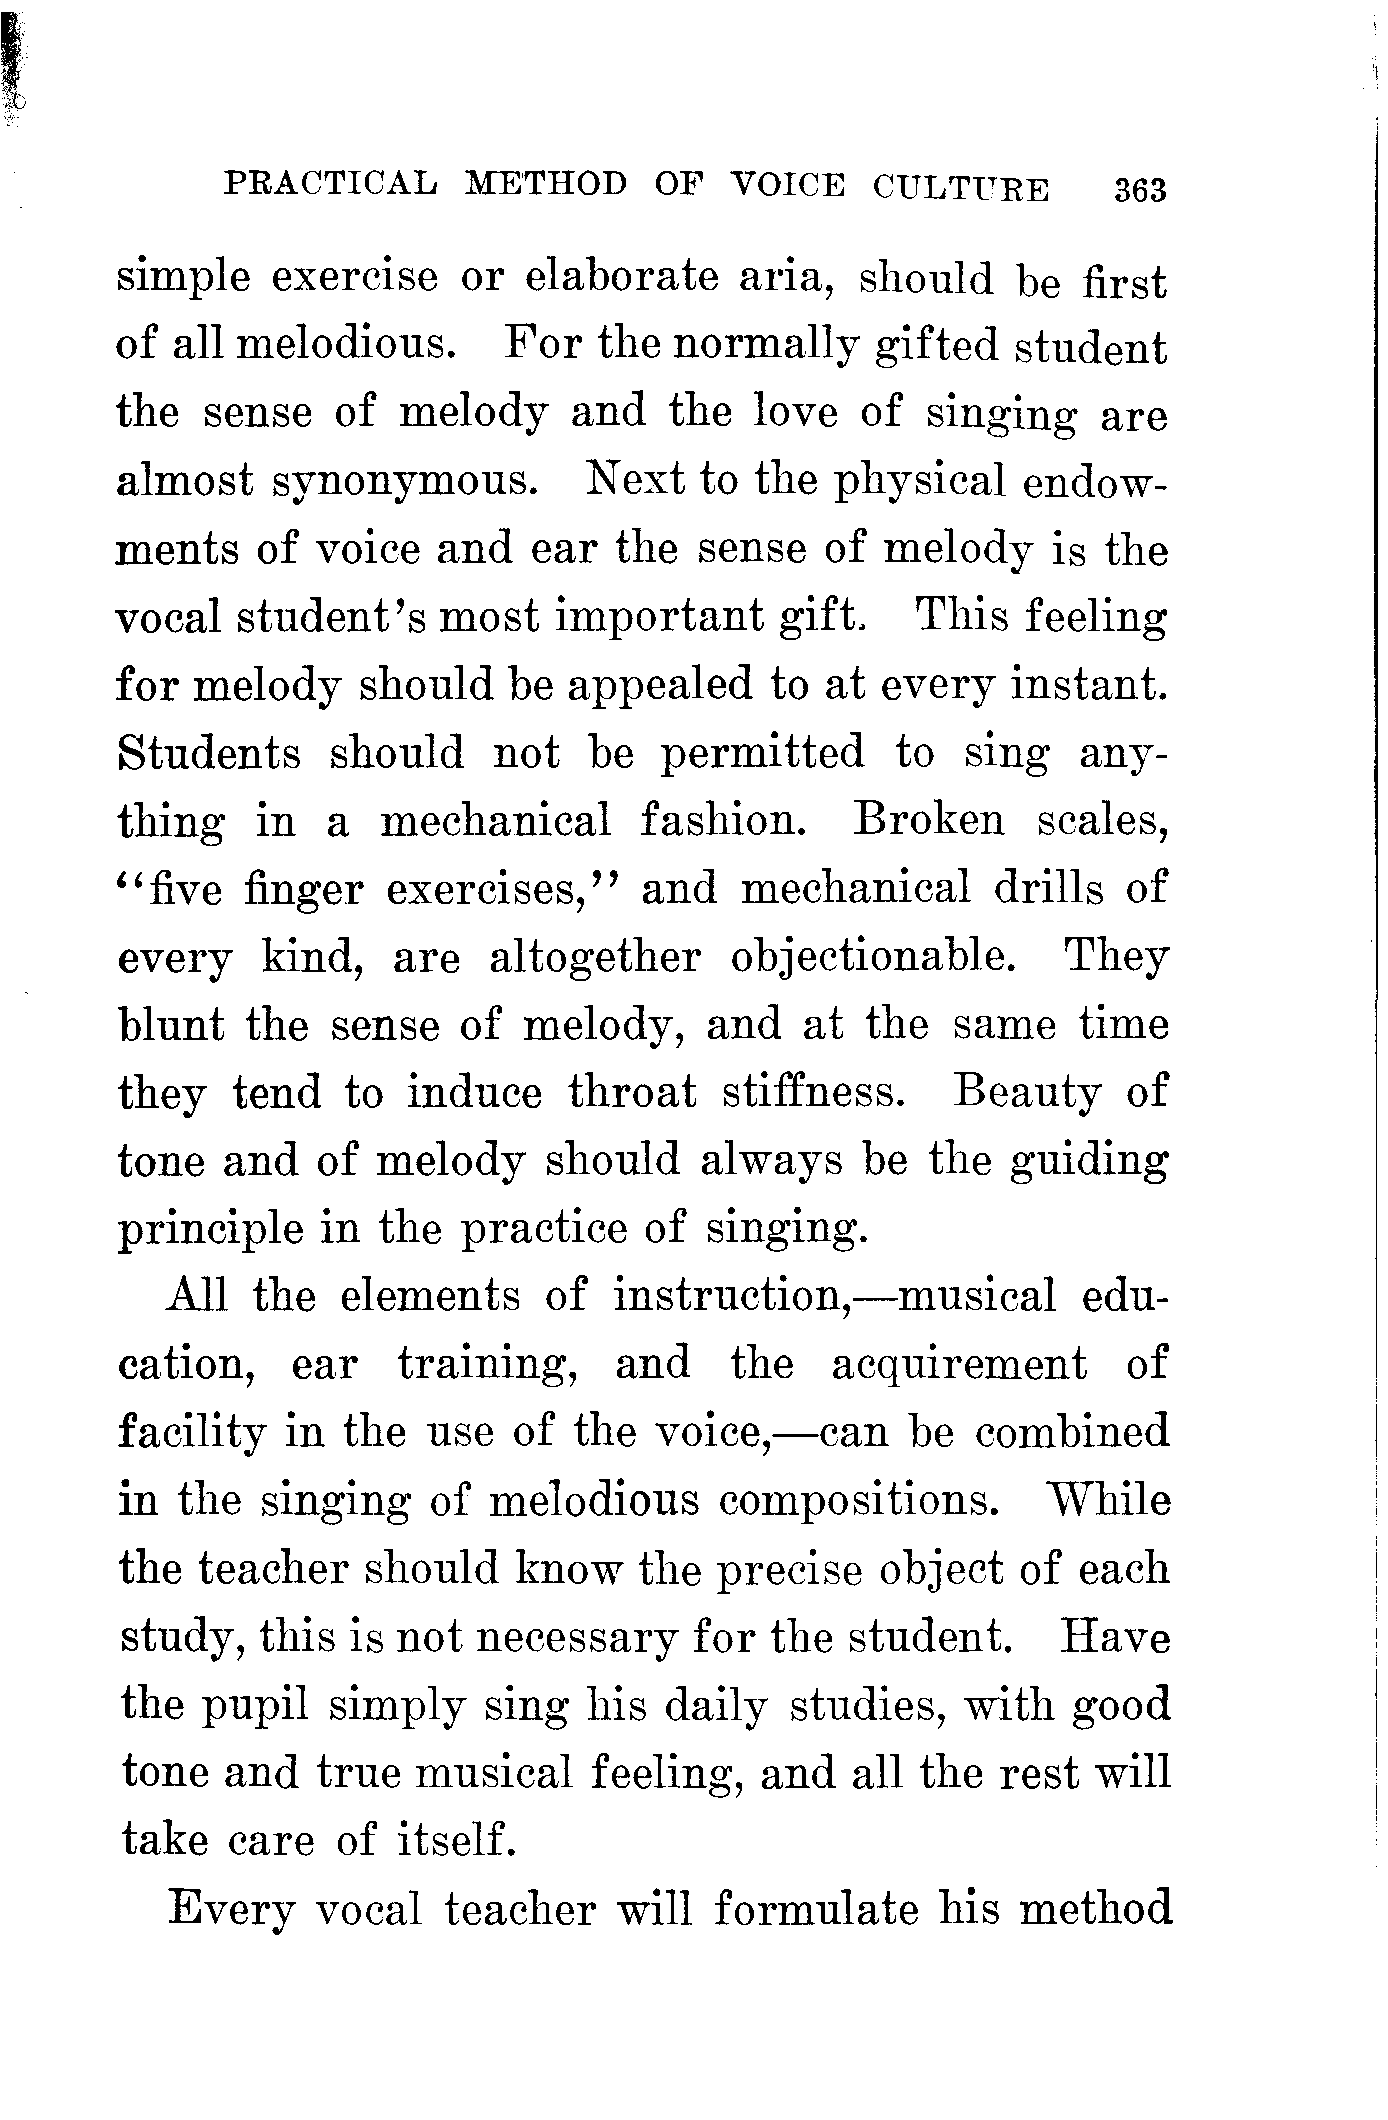 PRACTICAL METHOD OF VOICE CULTURE 363
simple exercise or elaborate aria, should be first
of all melodious. For the normally gifted student
the sense of melody and the love of singing are
almost synonymous. Next to the physical endow-
ments of voice and ear the sense of melody is the
vocal student's most important gift. This feeling
for melody should be appealed to at every instant.
Students should not be permitted to sing any-
thing in a mechanical fashion. Broken scales,
"five finger exercises," and mechanical drills of
every kind, are altogether objectionable. They
blunt the sense of melody, and at the same time
they tend to induce throat stiffness. Beauty of
tone and of melody should always be the guiding
principle in the practice of singing.
All the elements of instruction,—musical edu-
cation, ear training, and the acquirement of
facility in the use of the voice,—can be combined
in the singing of melodious compositions. While
the teacher should know the precise object of each
study, this is not necessary for the student. Have
the pupil simply sing his daily studies, with good
tone and true musical feeling, and all the rest will
take care of itself.
Every vocal teacher will formulate his method